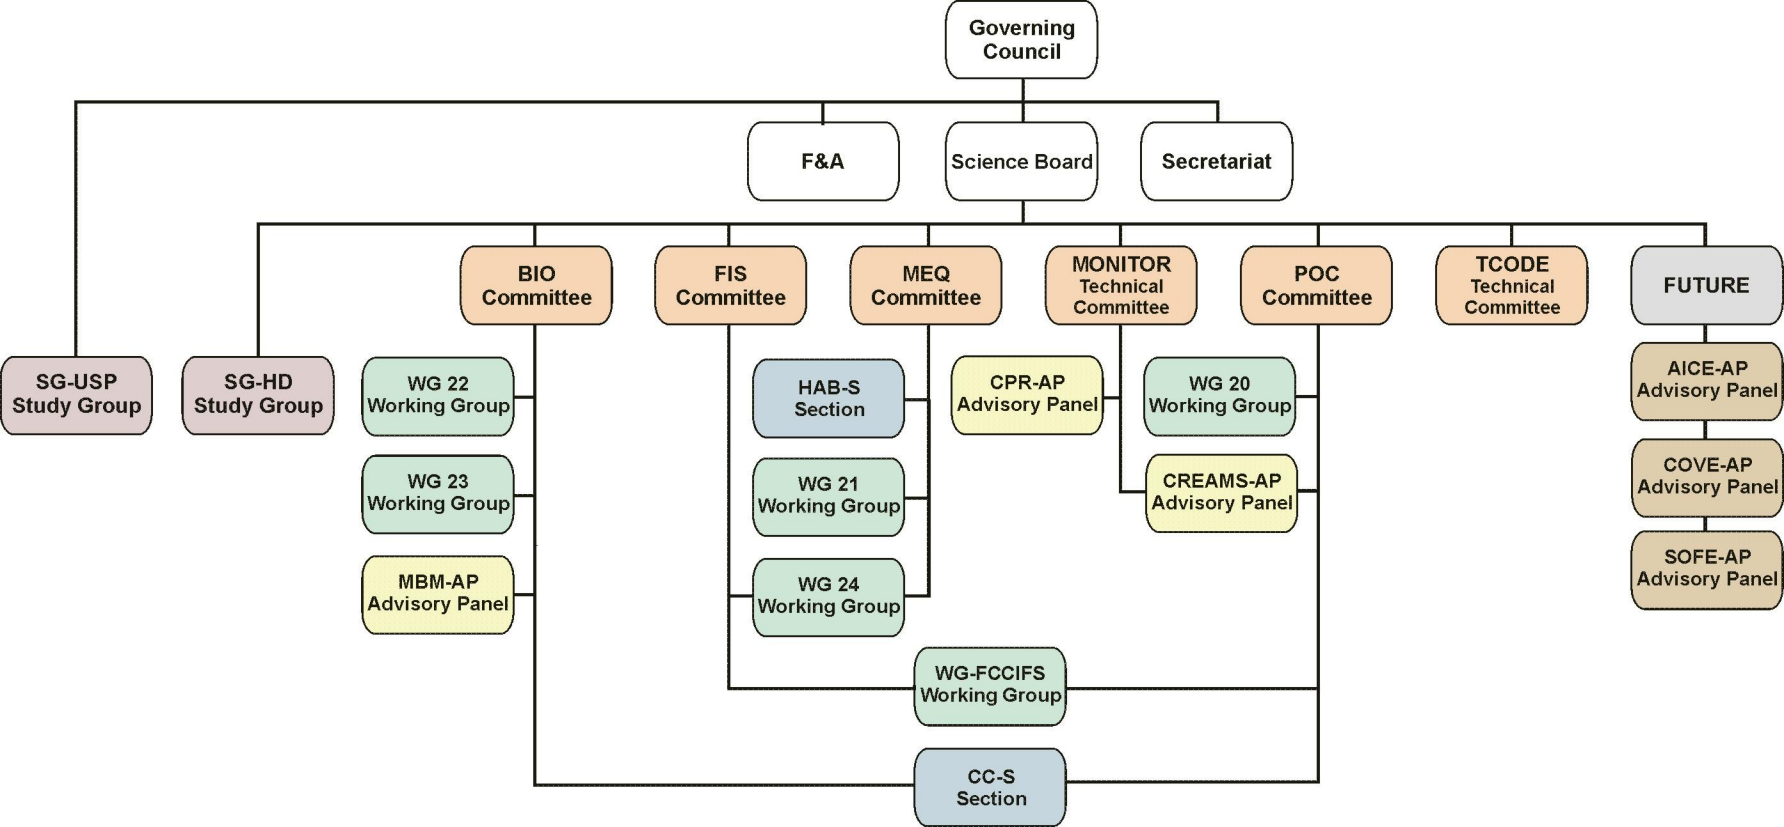 Governing
Council
F&A
Science Board
Secretariat
BIO
Committee
FIS
Committee
MEQ
Committee
MONITOR
Technical
Committee
POC
Committee
TCODE
Technical
Committee
FUTURE
SG-USP
Study Group
SG-HD
Study Group
WG 22
Working Group
HAB-S
Section
CPR-AP
Advisory Panel
WG 20
Working Group
AICE-AP
Advisory Panel
WG 23
Working Group
WG 21
Working Group
CREAMS-AP
Advisory Panel
COVE-AP
Advisory Panel
MBM-AP
Advisory Panel
WG 24
Working Group
SOFE-AP
Advisory Panel
WG-FCCIFS
Working Group
CC-S
Section